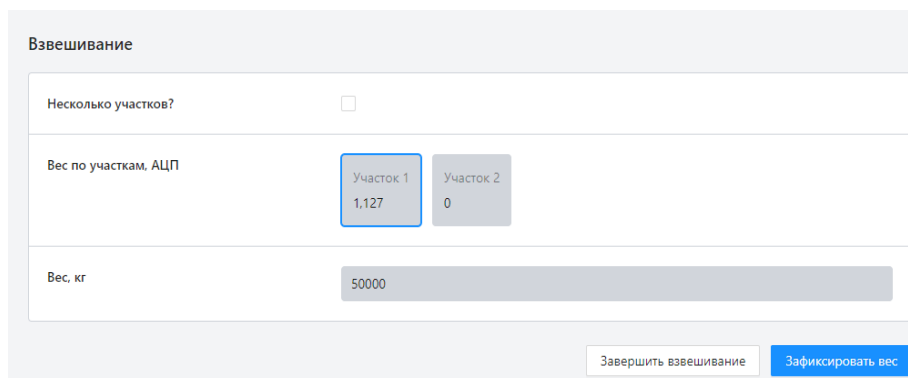 Взвешивание
Несколько участков?
Вес по участкам, АЦП
Участок 1
1,127
Участок 2
0
Вес, кг
50000
Завершить взвешивание
Зафиксировать вес